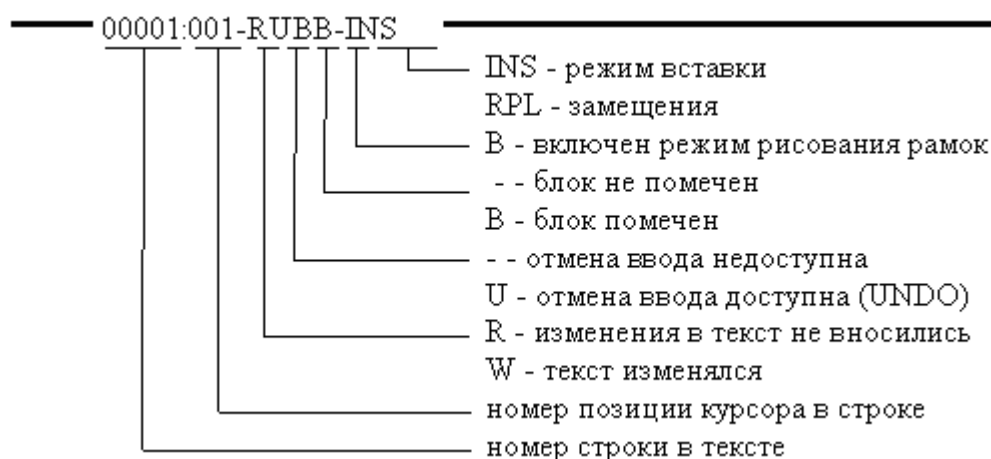 00001:001-RUBB-INS
INS - режим вставки
RPL - замещения
B - включен режим рисования рамок
- - блок не помечен
B - блок помечен
- - отмена ввода недоступна
U - отмена ввода доступна (UNDO)
R - изменения в текст не вносились
W - текст изменялся
номер позиции курсора в строке
номер строки в тексте